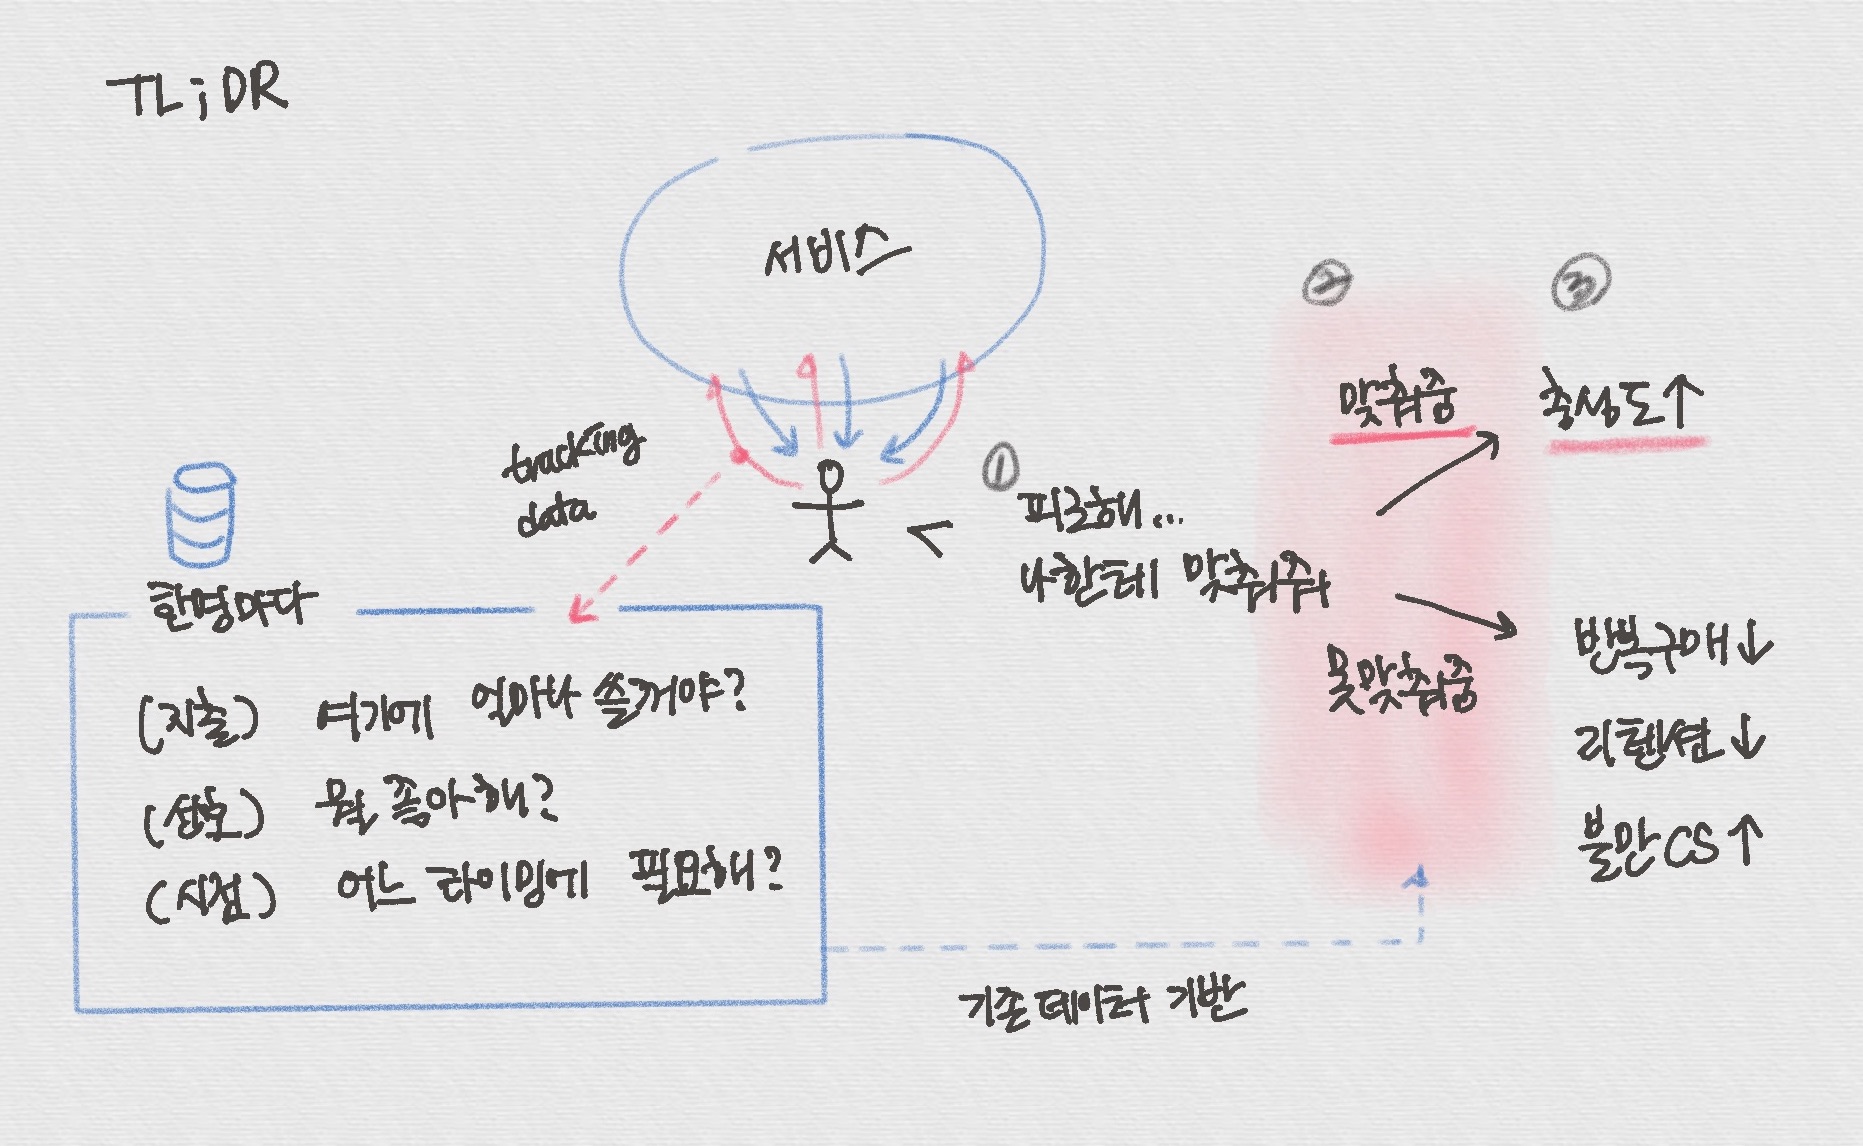 TL;DR
서비스
②
③
맞춰줌
충성도↑
tracking
data
①
피로해...
나한테 맞춰줘
한명마다
못맞춰줌
반복구매↓
리텐션↓
불만CS↑
(지출) 여기에 얼마나 쓸거야?
(선호) 뭘 좋아해?
(시점) 어느 타이밍에 필요해?
기존데이터 기반